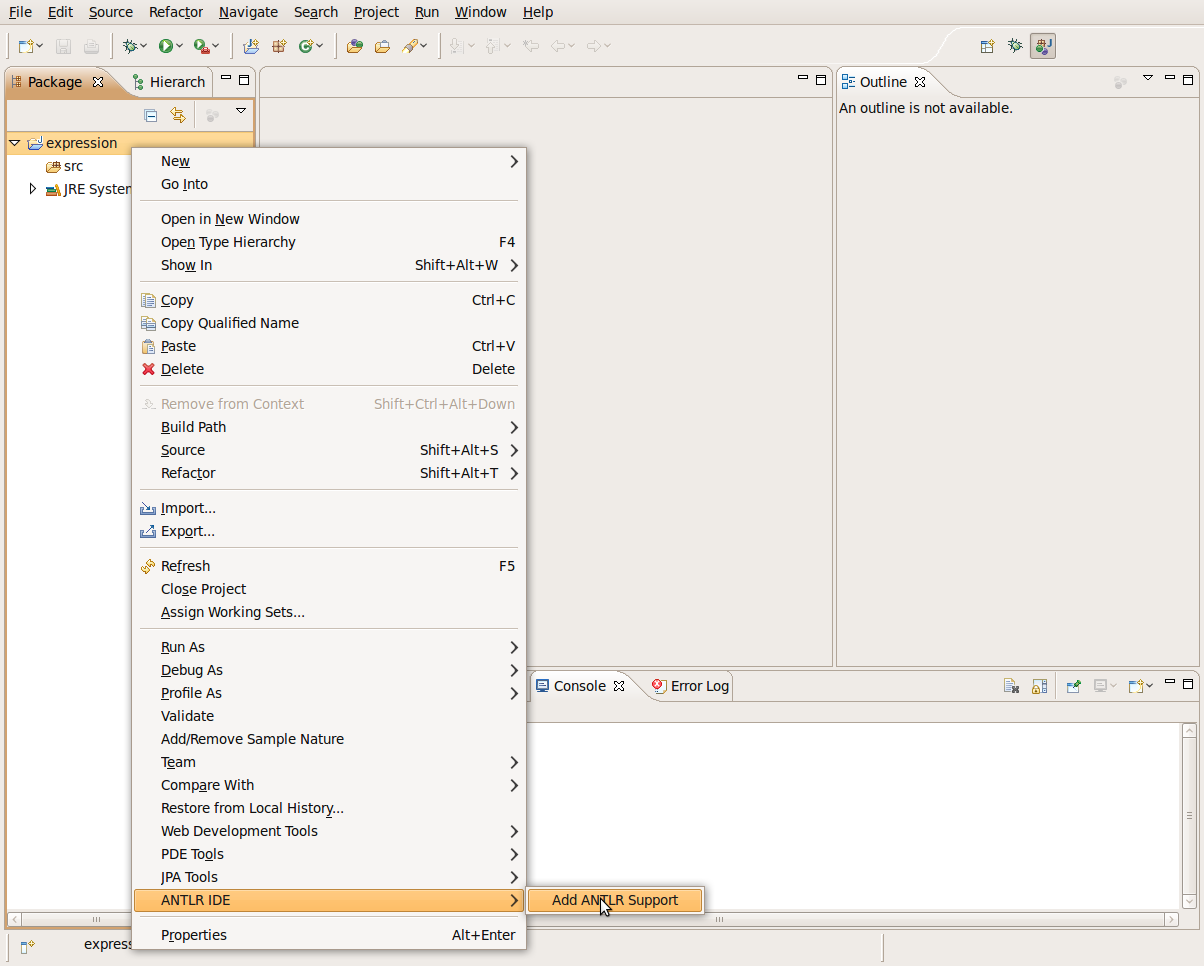 File Edit Source Refactor Navigate Search Project Run Window Help
Package Hierarch
Outline
An outline is not available.
expression
src
JRE System
New
Go Into
Open in New Window
Open Type Hierarchy F4
Show In Shift+Alt+W
Copy Ctrl+C
Copy Qualified Name
Paste Ctrl+V
Delete Delete
Remove from Context Shift+Ctrl+Alt+Down
Build Path
Source Shift+Alt+S
Refactor Shift+Alt+T
Import...
Export...
Refresh F5
Close Project
Assign Working Sets...
Run As
Debug As
Profile As
Validate
Add/Remove Sample Nature
Team
Compare With
Restore from Local History...
Web Development Tools
PDE Tools
JPA Tools
ANTLR IDE
Add ANTLR Support
Properties Alt+Enter
Console Error Log
express